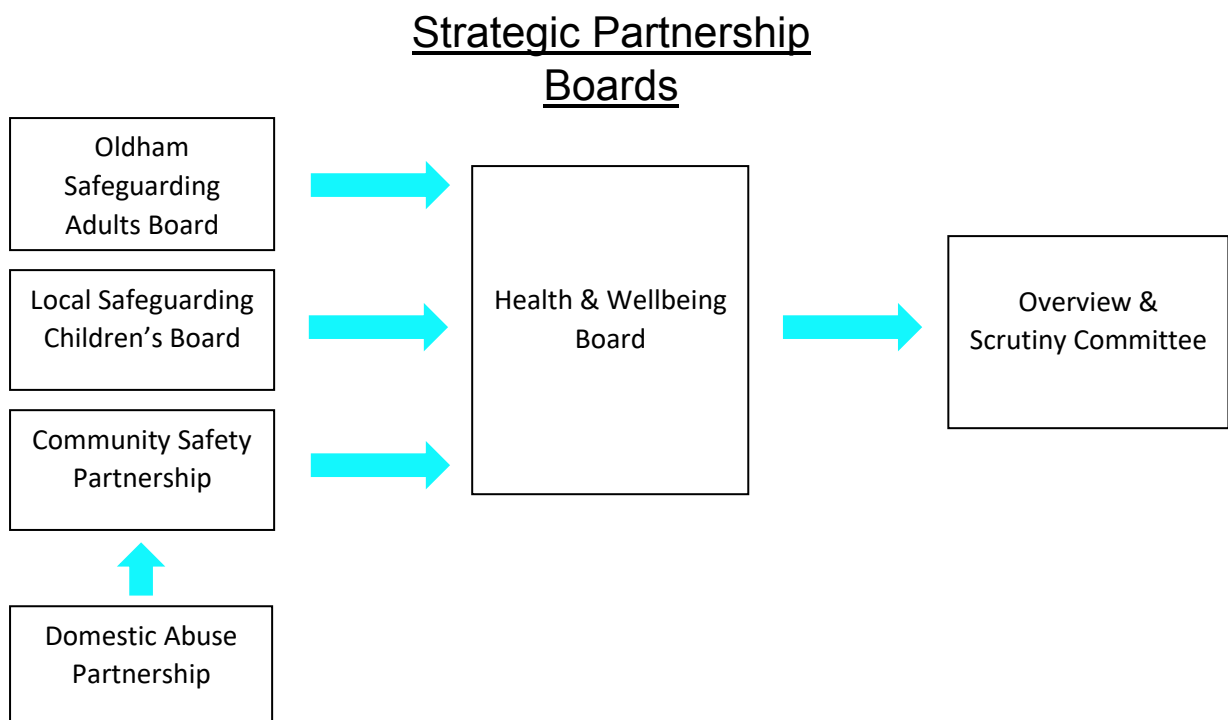 Strategic Partnership
Boards
Oldham
Safeguarding
Adults Board
Local Safeguarding
Children’s Board
Community Safety
Partnership
Domestic Abuse
Partnership
Health & Wellbeing
Board
Overview &
Scrutiny Committee